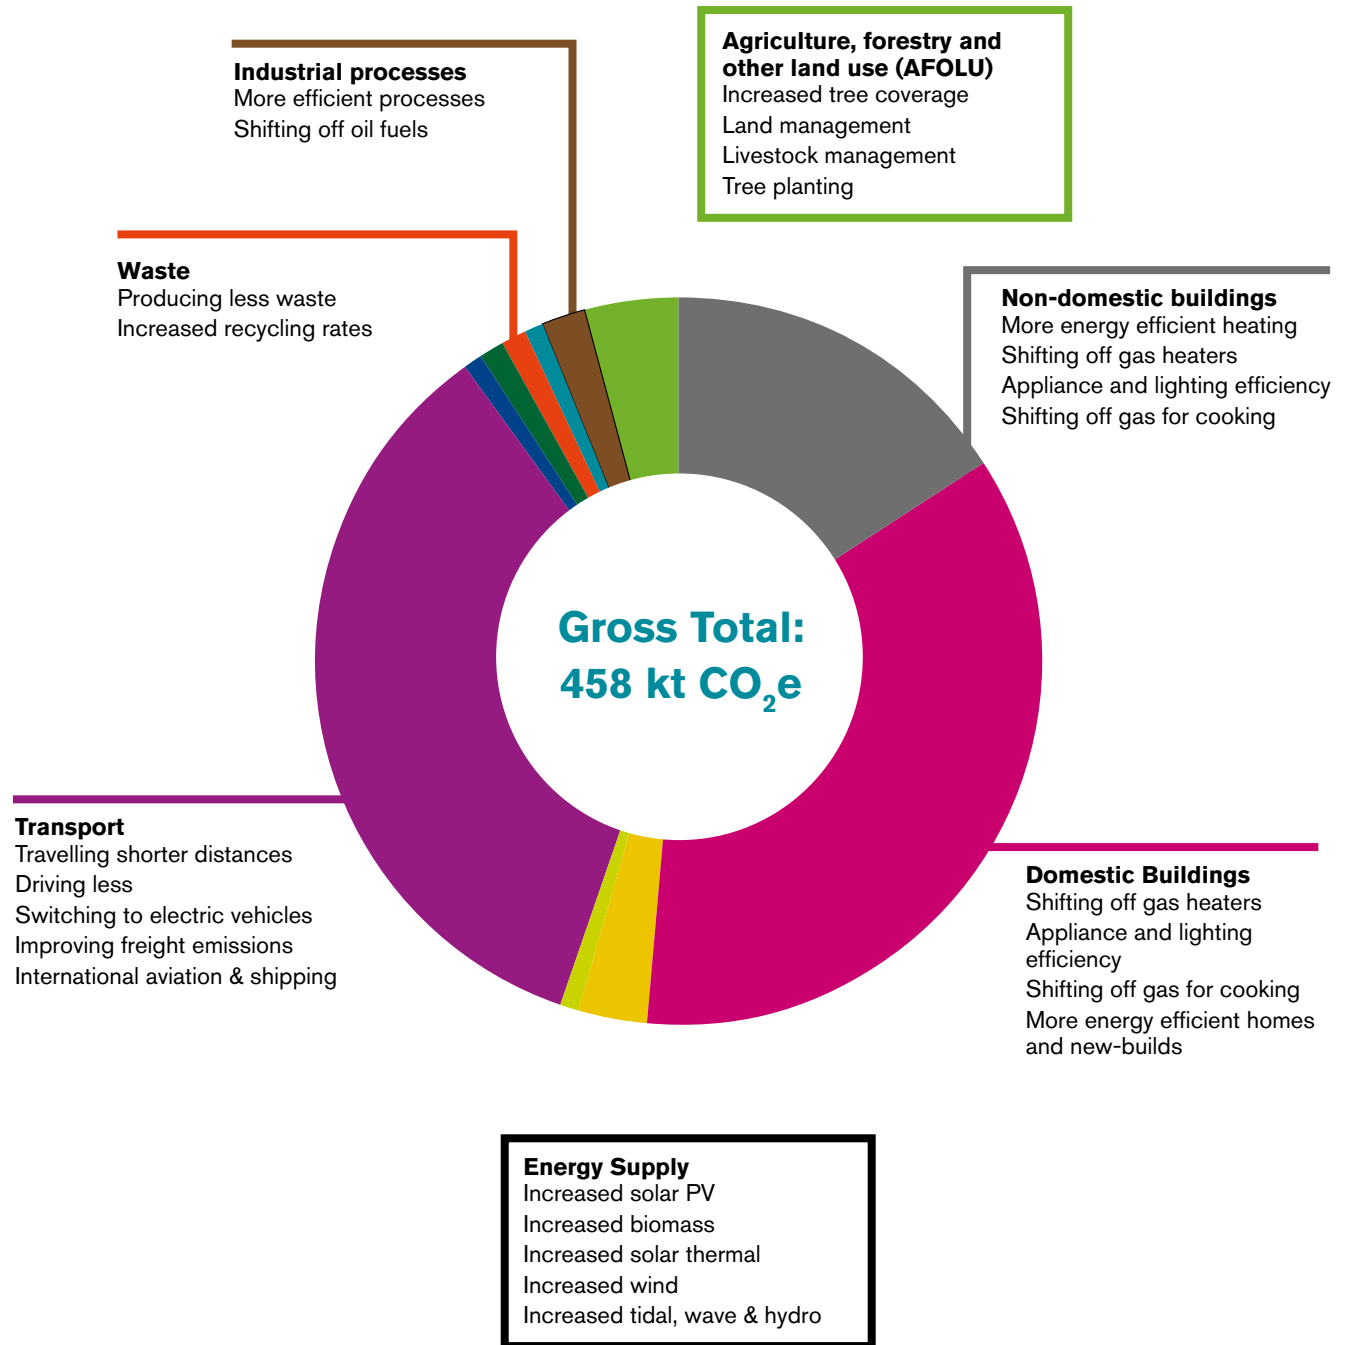 Industrial processes
More efficient processes
Shifting off oil fuels
Agriculture, forestry and
other land use (AFOLU)
Increased tree coverage
Land management
Livestock management
Tree planting
Waste
Producing less waste
Increased recycling rates
Non-domestic buildings
More energy efficient heating
Shifting off gas heaters
Appliance and lighting efficiency
Shifting off gas for cooking
Gross Total:
458 kt CO₂e
Transport
Travelling shorter distances
Driving less
Switching to electric vehicles
Improving freight emissions
International aviation & shipping
Domestic Buildings
Shifting off gas heaters
Appliance and lighting
efficiency
Shifting off gas for cooking
More energy efficient homes
and new-builds
Energy Supply
Increased solar PV
Increased biomass
Increased solar thermal
Increased wind
Increased tidal, wave & hydro